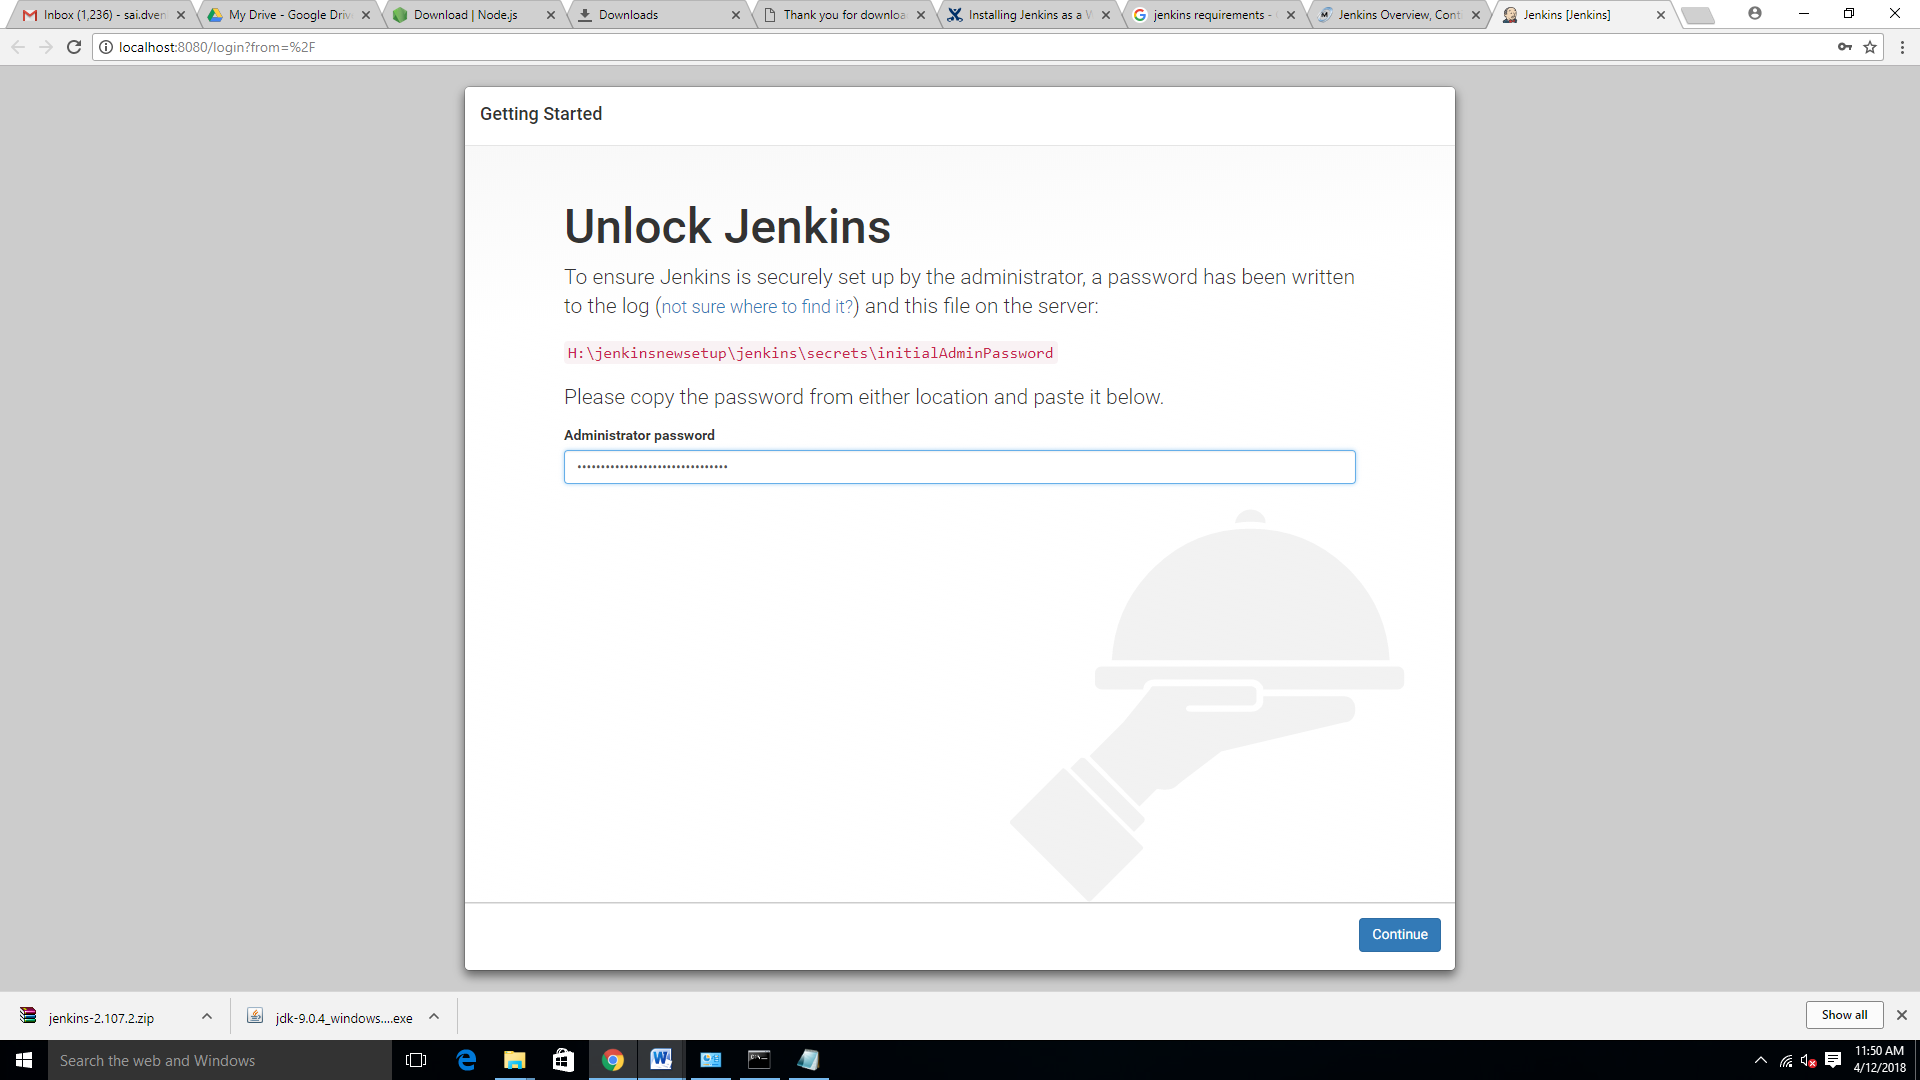 Inbox (1,236) - sai.dven
My Drive - Google Driv
Download | Node.js
Downloads
Thank you for downloa
Installing Jenkins as a W
jenkins requirements -
Jenkins Overview, Cont
Jenkins [Jenkins]
localhost:8080/login?from=%2F
Getting Started
Unlock Jenkins
To ensure Jenkins is securely set up by the administrator, a password has been written
to the log (not sure where to find it?) and this file on the server:
H:\jenkinsnewsetup\jenkins\secrets\initialAdminPassword
Please copy the password from either location and paste it below.
Administrator password
Continue
jenkins-2.107.2.zip
jdk-9.0.4_windows....exe
Show all
Search the web and Windows
11:50 AM
4/12/2018